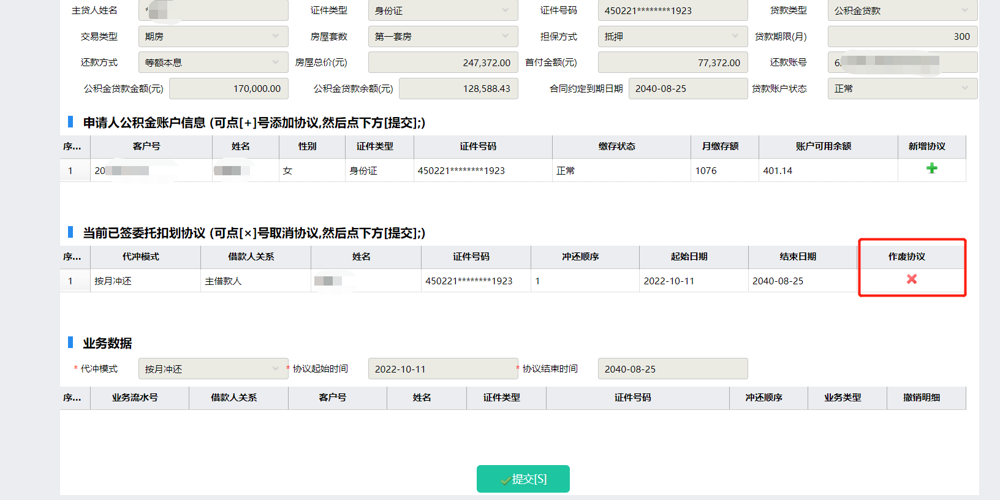 主贷人姓名 * 证件类型 身份证 证件号码 450221********1923 贷款类型 公积金贷款
交易类型 期房 房屋套数 第一套房 担保方式 抵押 贷款期限(月) 300
还款方式 等额本息 房屋总价(元) 247,372.00 首付金额(元) 77,372.00 还款账号 6
公积金贷款金额(元) 170,000.00 公积金贷款余额(元) 128,588.43 合同约定到期日期 2040-08-25 贷款账户状态 正常
申请人公积金账户信息 (可点[+]号添加协议,然后点下方[提交];)
序... 客户号 姓名 性别 证件类型 证件号码 缴存状态 月缴存额 账户可用余额 新增协议
1 20 女 身份证 450221********1923 正常 1076 401.14
当前已签委托扣划协议 (可点[×]号取消协议,然后点下方[提交];)
序... 代冲模式 借款人关系 姓名 证件号码 冲还顺序 起始日期 结束日期 作废协议
1 按月冲还 主借款人 450221********1923 1 2022-10-11 2040-08-25
业务数据
* 代冲模式 按月冲还 * 协议起始时间 2022-10-11 * 协议结束时间 2040-08-25
序... 业务流水号 借款人关系 客户号 姓名 证件类型 证件号码 冲还顺序 业务类型 撤销明细
提交[S]